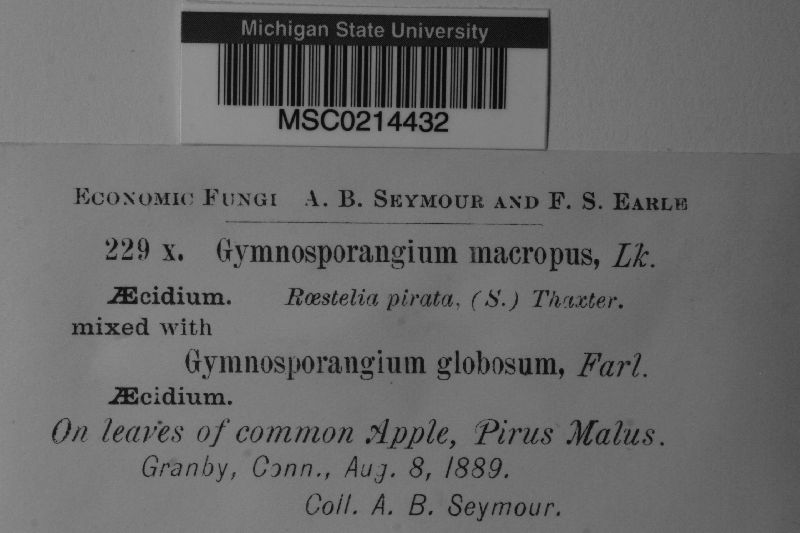 Michigan State University
MSC0214432
Economic Fungi A. B. Seymour and F. S. Earle
229 x. Gymnosporangium macropus, Lk.
Æcidium. Rœstelia pirata, (S.) Thaxter.
mixed with
Gymnosporangium globosum, Farl.
Æcidium.
On leaves of common Apple, Pirus Malus.
Granby, Conn., Aug. 8, 1889.
Coll. A. B. Seymour.